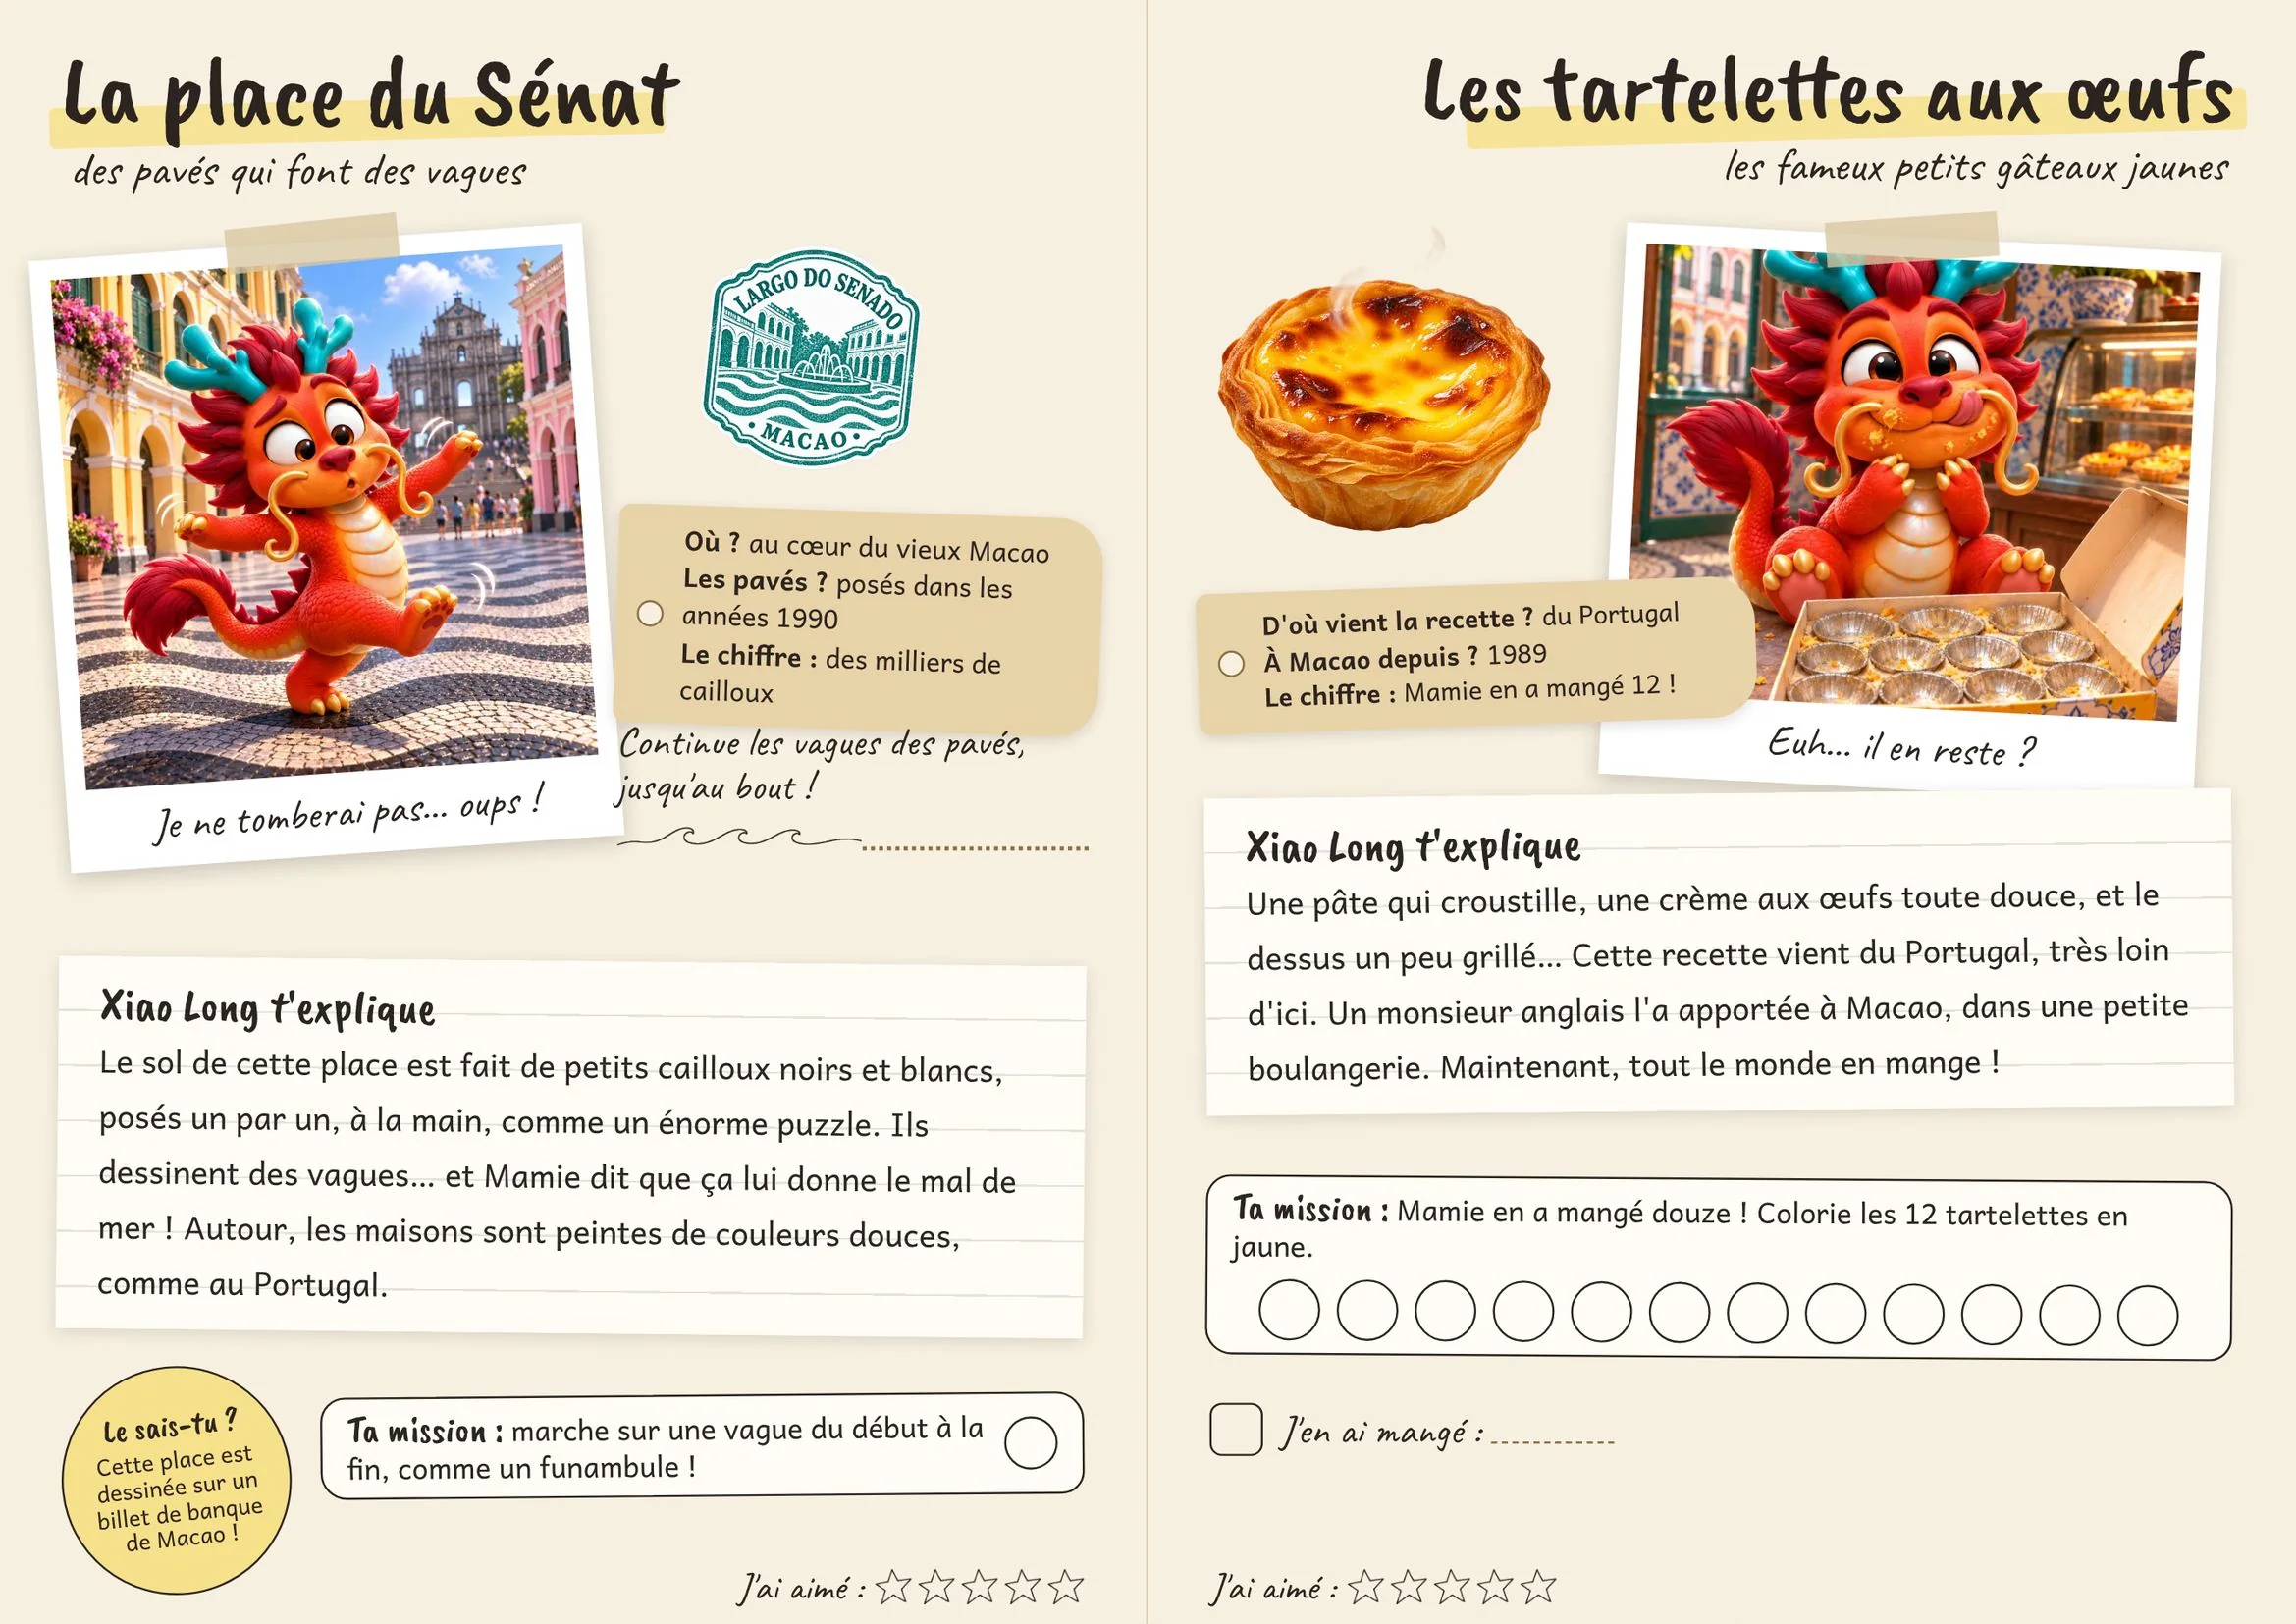 La place du Sénat
des pavés qui font des vagues
LARGO DO SENADO
• MACAO •
Où ? au cœur du vieux Macao
Les pavés ? posés dans les
années 1990
Le chiffre : des milliers de
cailloux
Je ne tomberai pas... oups !
Continue les vagues des pavés,
jusqu'au bout !
Xiao Long t'explique
Le sol de cette place est fait de petits cailloux noirs et blancs,
posés un par un, à la main, comme un énorme puzzle. Ils
dessinent des vagues... et Mamie dit que ça lui donne le mal de
mer ! Autour, les maisons sont peintes de couleurs douces,
comme au Portugal.
Le sais-tu ?
Cette place est
dessinée sur un
billet de banque
de Macao !
Ta mission : marche sur une vague du début à la
fin, comme un funambule !
J'ai aimé :
Les tartelettes aux œufs
les fameux petits gâteaux jaunes
D'où vient la recette ? du Portugal
À Macao depuis ? 1989
Le chiffre : Mamie en a mangé 12 !
Euh... il en reste ?
Xiao Long t'explique
Une pâte qui croustille, une crème aux œufs toute douce, et le
dessus un peu grillé... Cette recette vient du Portugal, très loin
d'ici. Un monsieur anglais l'a apportée à Macao, dans une petite
boulangerie. Maintenant, tout le monde en mange !
Ta mission : Mamie en a mangé douze ! Colorie les 12 tartelettes en
jaune.
J'en ai mangé :
J'ai aimé :